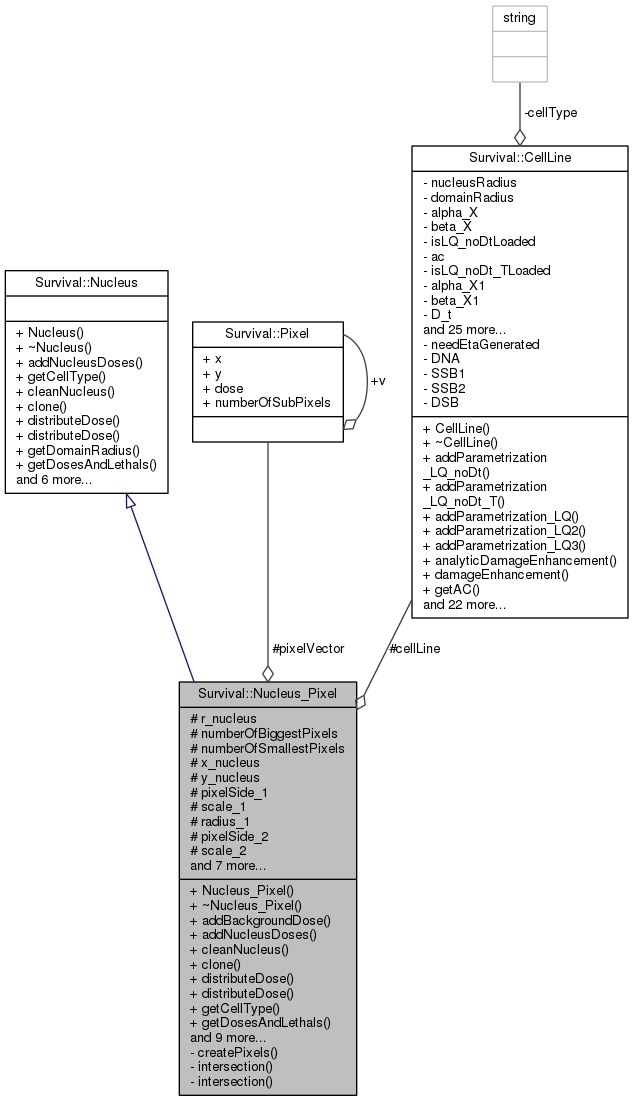 string
-cellType
Survival::CellLine
- nucleusRadius
- domainRadius
- alpha_X
- beta_X
- isLQ_noDtLoaded
- ac
- isLQ_noDt_TLoaded
- alpha_X1
- beta_X1
- D_t
and 25 more...
- needEtaGenerated
- DNA
- SSB1
- SSB2
- DSB
+ CellLine()
+ ~CellLine()
+ addParametrization
_LQ_noDt()
+ addParametrization
_LQ_noDt_T()
+ addParametrization_LQ()
+ addParametrization_LQ2()
+ addParametrization_LQ3()
+ analyticDamageEnhancement()
+ damageEnhancement()
+ getAC()
and 22 more...
Survival::Nucleus
+ Nucleus()
+ ~Nucleus()
+ addNucleusDoses()
+ getCellType()
+ cleanNucleus()
+ clone()
+ distributeDose()
+ distributeDose()
+ getDomainRadius()
+ getDosesAndLethals()
and 6 more...
Survival::Pixel
+ x
+ y
+ dose
+ numberOfSubPixels
+v
#pixelVector
#cellLine
Survival::Nucleus_Pixel
# r_nucleus
# numberOfBiggestPixels
# numberOfSmallestPixels
# x_nucleus
# y_nucleus
# pixelSide_1
# scale_1
# radius_1
# pixelSide_2
# scale_2
and 7 more...
+ Nucleus_Pixel()
+ ~Nucleus_Pixel()
+ addBackgroundDose()
+ addNucleusDoses()
+ cleanNucleus()
+ clone()
+ distributeDose()
+ distributeDose()
+ getCellType()
+ getDosesAndLethals()
and 9 more...
- createPixels()
- intersection()
- intersection()